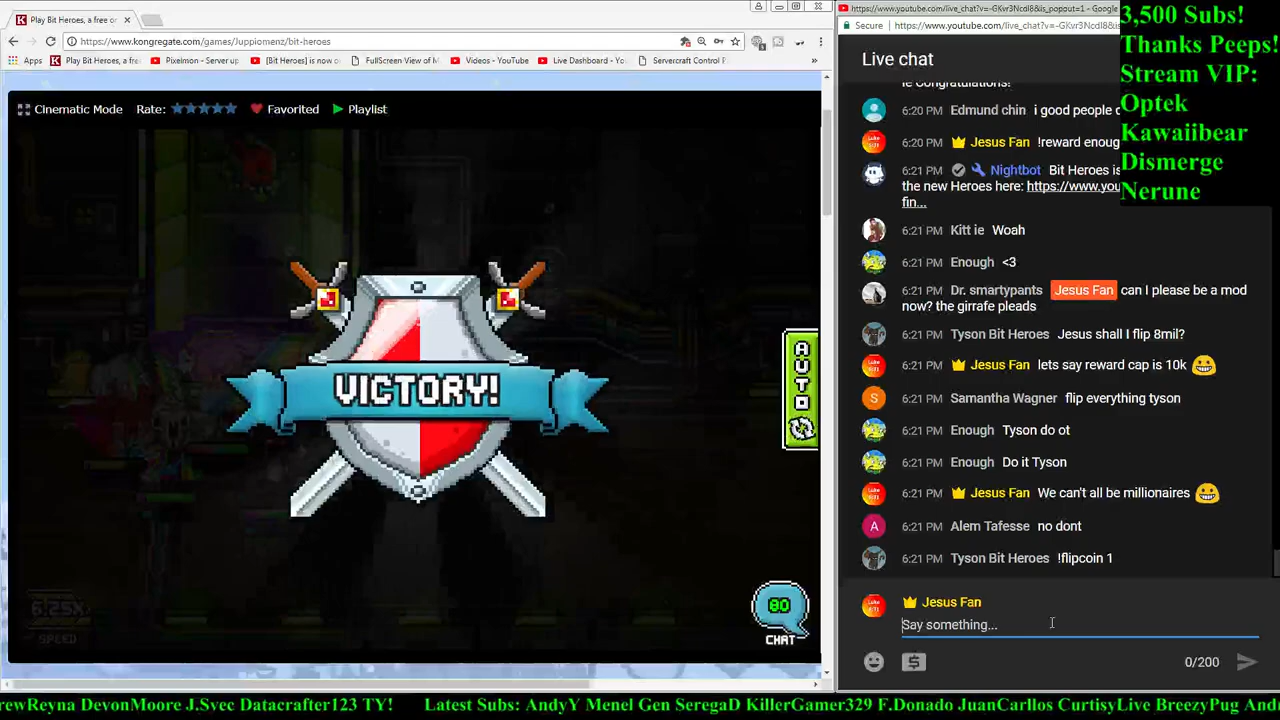 Play Bit Heroes, a free or
https://www.kongregate.com/games/Juppiomenz/bit-heroes
Apps
Play Bit Heroes, a fre
Pixelmon - Server up
[Bit Heroes] is now o
FullScreen View of M
Videos - YouTube
Live Dashboard - Yo
Servercraft Control P
Cinematic Mode Rate: Favorited Playlist
VICTORY!
AUTO
6.25X
SPEED
80
CHAT
https://www.youtube.com/live_chat?v=-GKvr3Ncdl8&is_popout=1 - Google
Secure https://www.youtube.com/live_chat?v=-GKvr3Ncdl8&is_popout=1
Live chat
ie Congratulations!
6:20 PM Edmund chin i good people
6:20 PM Jesus Fan !reward enoug
6:21 PM Nightbot Bit Heroes is
the new Heroes here: https://www.you
fin...
6:21 PM Kitt ie Woah
6:21 PM Enough <3
6:21 PM Dr. smartypants Jesus Fan can I please be a mod
now? the girrafe pleads
6:21 PM Tyson Bit Heroes Jesus shall I flip 8mil?
6:21 PM Jesus Fan lets say reward cap is 10k
6:21 PM Samantha Wagner flip everything tyson
6:21 PM Enough Tyson do ot
6:21 PM Enough Do it Tyson
6:21 PM Jesus Fan We can't all be millionaires
6:21 PM Alem Tafesse no dont
6:21 PM Tyson Bit Heroes !flipcoin 1
Jesus Fan
Say something...
0/200
3,500 Subs!
Thanks Peeps!
Stream VIP:
Optek
Kawaiibear
Dismerge
Nerune
rewReyna DevonMoore J.Svec Datacrafter123 TY! Latest Subs: AndyY Menel Gen SeregaD KillerGamer329 F.Donado JuanCarllos CurtisyLive BreezyPug And